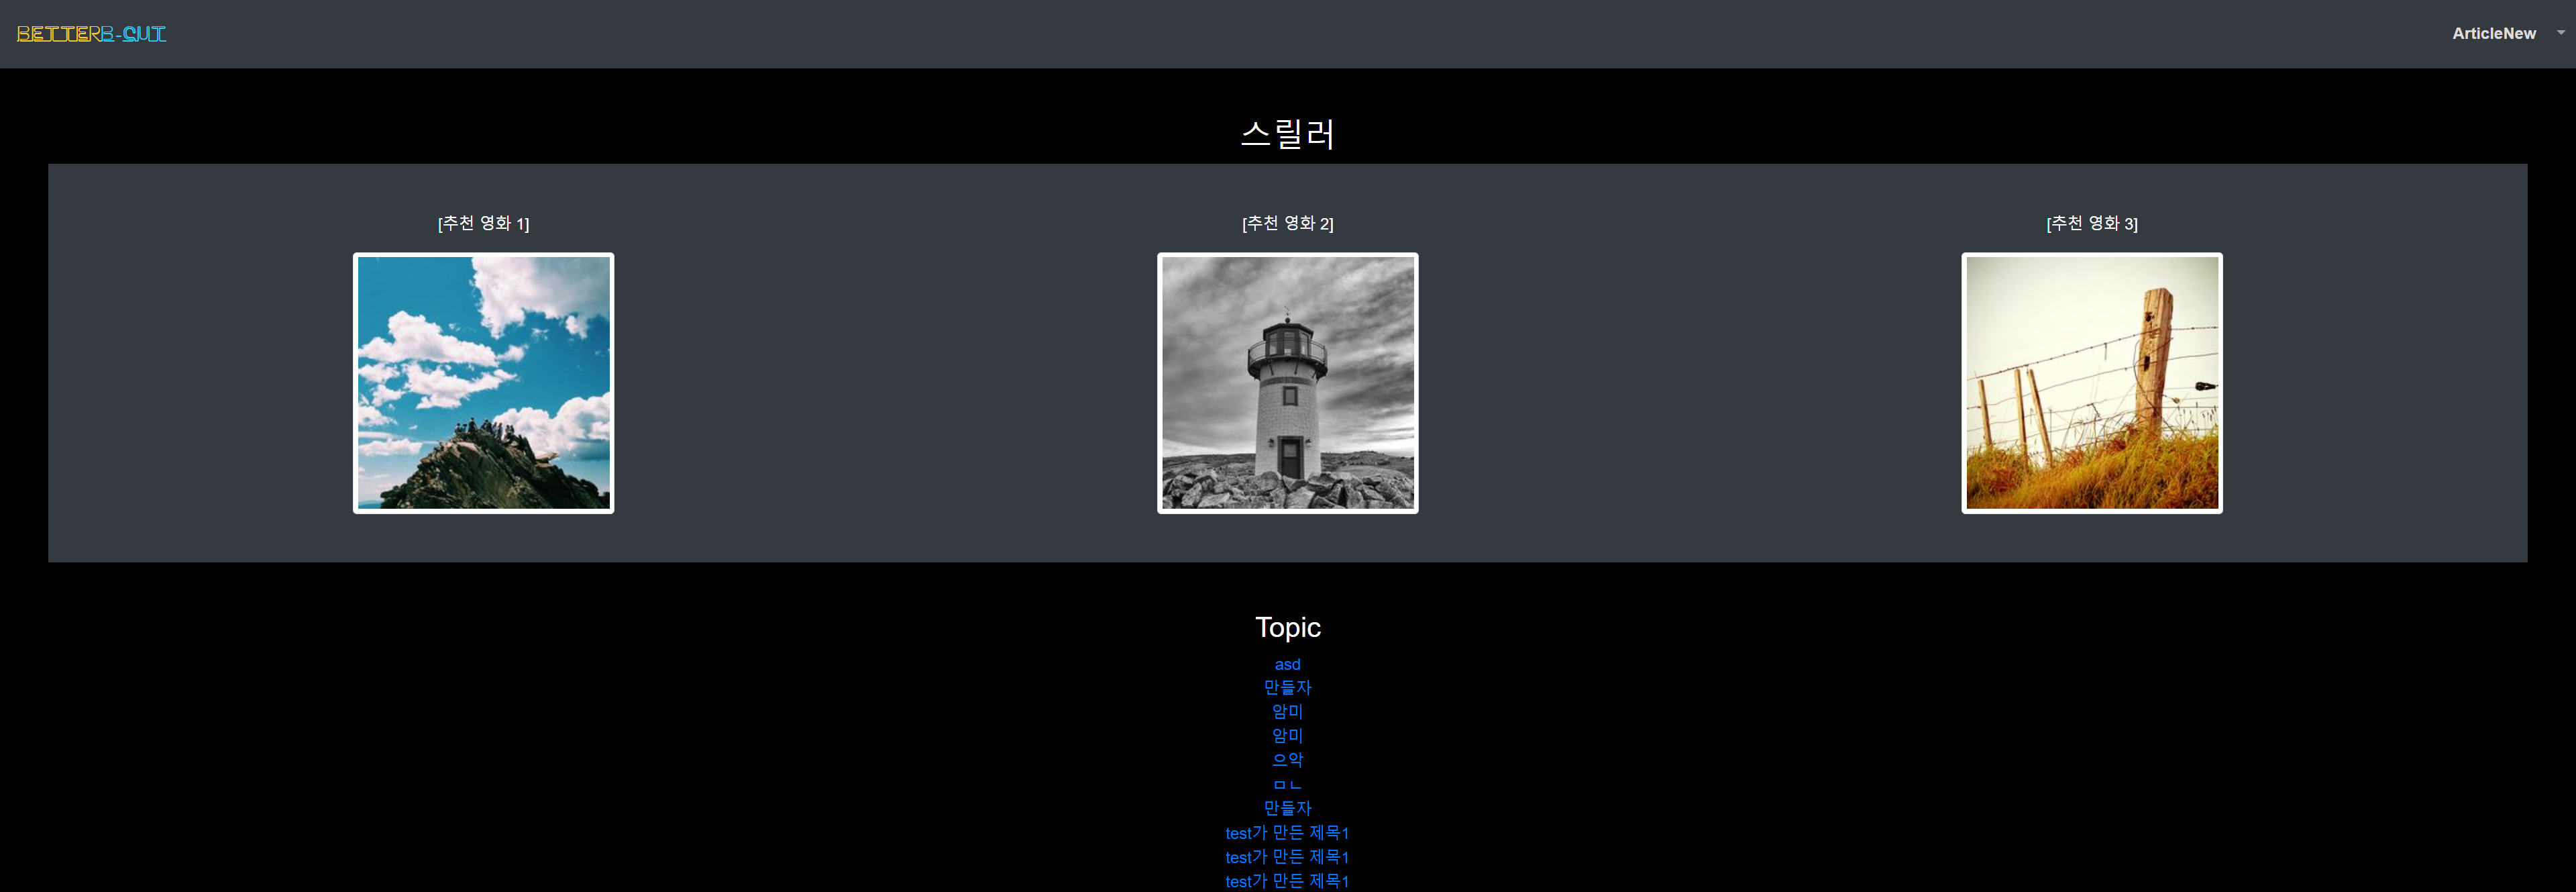 BETTERB-CUT
ArticleNew
스릴러
[추천 영화 1]
[추천 영화 2]
[추천 영화 3]
Topic
asd
만들자
암미
암미
으악
ㅁㄴ
만들자
test가 만든 제목1
test가 만든 제목1
test가 만든 제목1